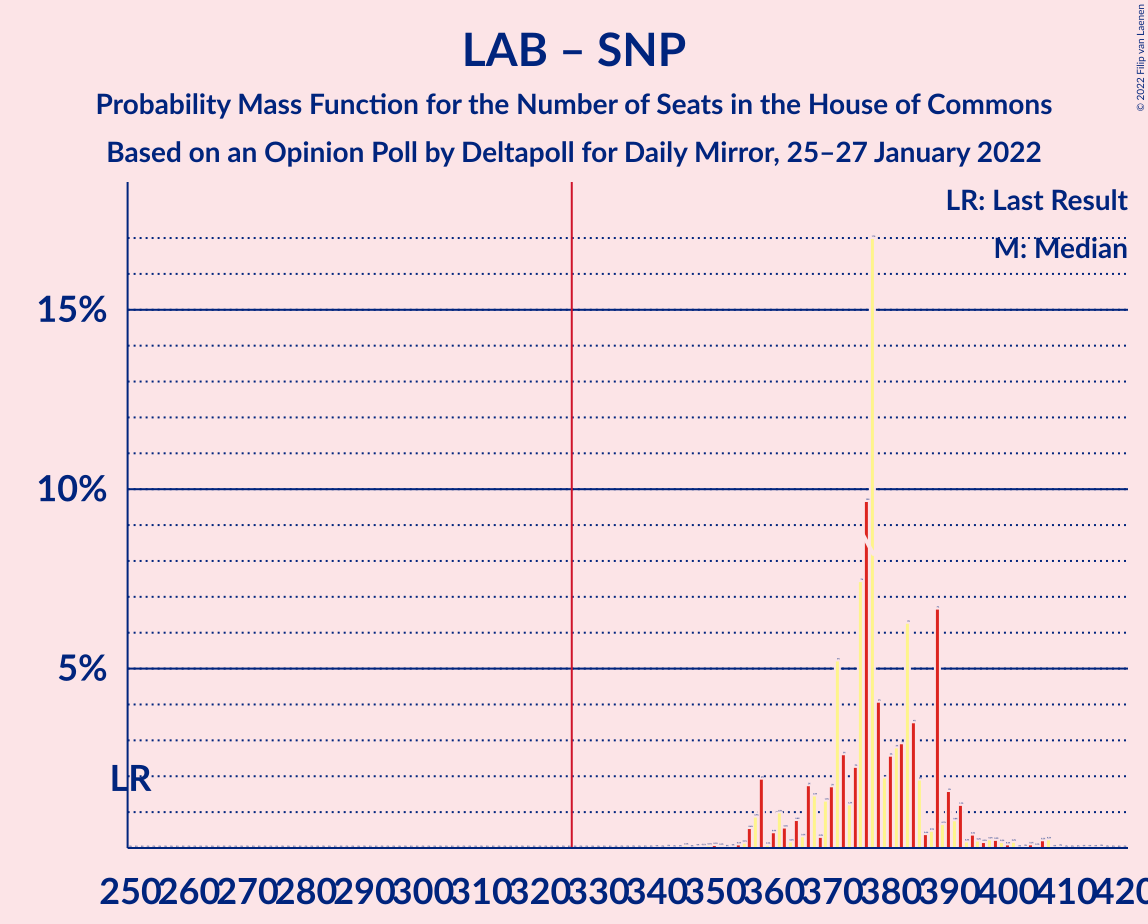 LAB – SNP
Probability Mass Function for the Number of Seats in the House of Commons
Based on an Opinion Poll by Deltapoll for Daily Mirror, 25–27 January 2022
© 2022 Filip van Laenen
LR: Last Result
M: Median
15%
10%
5%
LR
250 260 270 280 290 300 310 320 330 340 350 360 370 380 390 400 410 420